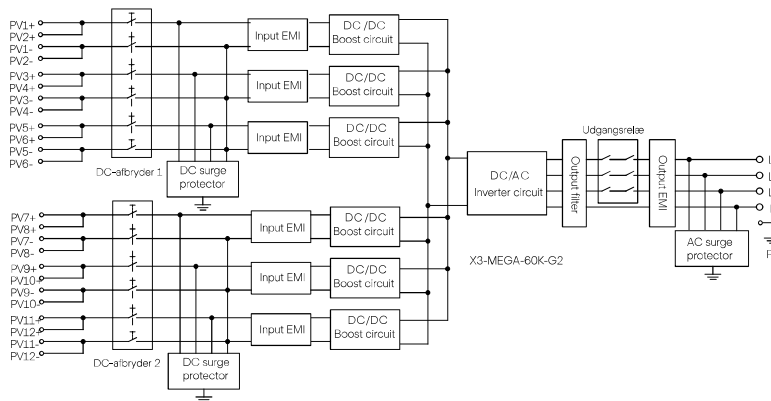 PV1+
PV2+
PV1-
PV2-
PV3+
PV4+
PV3-
PV4-
PV5+
PV6+
PV5-
PV6-
DC-afbryder 1
DC surge
protector
Input EMI
Input EMI
Input EMI
DC/DC
Boost circuit
DC/DC
Boost circuit
DC/DC
Boost circuit
PV7+
PV8+
PV7-
PV8-
PV9+
PV10+
PV9-
PV10-
PV11+
PV12+
PV11-
PV12-
DC-afbryder 2
DC surge
protector
Input EMI
Input EMI
Input EMI
DC/DC
Boost circuit
DC/DC
Boost circuit
DC/DC
Boost circuit
DC/AC
Inverter circuit
X3-MEGA-60K-G2
Output filter
Udgangsrelæ
Output EMI
AC surge
protector
L
L
L